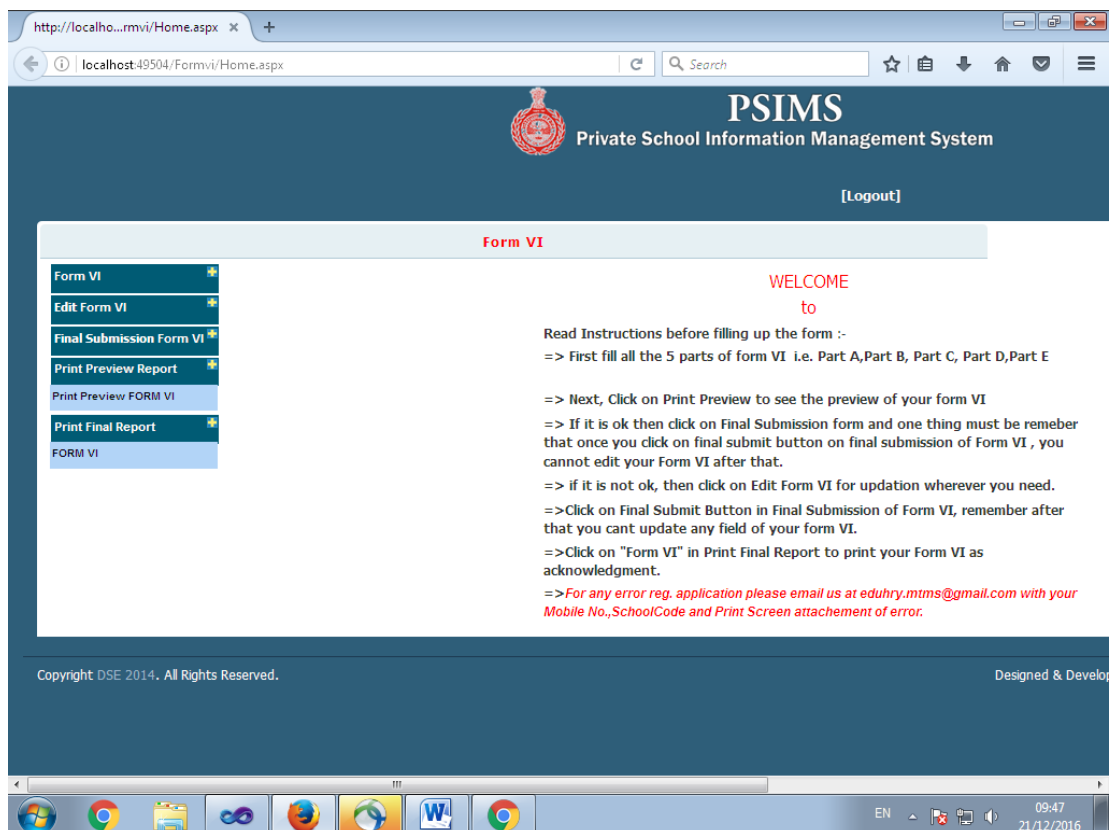 http://localho...rmvi/Home.aspx
localhost:49504/Formvi/Home.aspx
Search
PSIMS
Private School Information Management System
[Logout]
Form VI
Form VI
Edit Form VI
Final Submission Form VI
Print Preview Report
Print Preview FORM VI
Print Final Report
FORM VI
WELCOME
to
Read Instructions before filling up the form :-
=> First fill all the 5 parts of form VI i.e. Part A,Part B, Part C, Part D,Part E
=> Next, Click on Print Preview to see the preview of your form VI
=> If it is ok then click on Final Submission form and one thing must be remeber
that once you click on final submit button on final submission of Form VI , you
cannot edit your Form VI after that.
=> if it is not ok, then click on Edit Form VI for updation wherever you need.
=>Click on Final Submit Button in Final Submission of Form VI, remember after
that you cant update any field of your form VI.
=>Click on "Form VI" in Print Final Report to print your Form VI as
acknowledgment.
=>For any error reg. application please email us at eduhry.mtms@gmail.com with your
Mobile No.,SchoolCode and Print Screen attachement of error.
Copyright DSE 2014. All Rights Reserved.
Designed & Develop
EN
09:47
21/12/2016